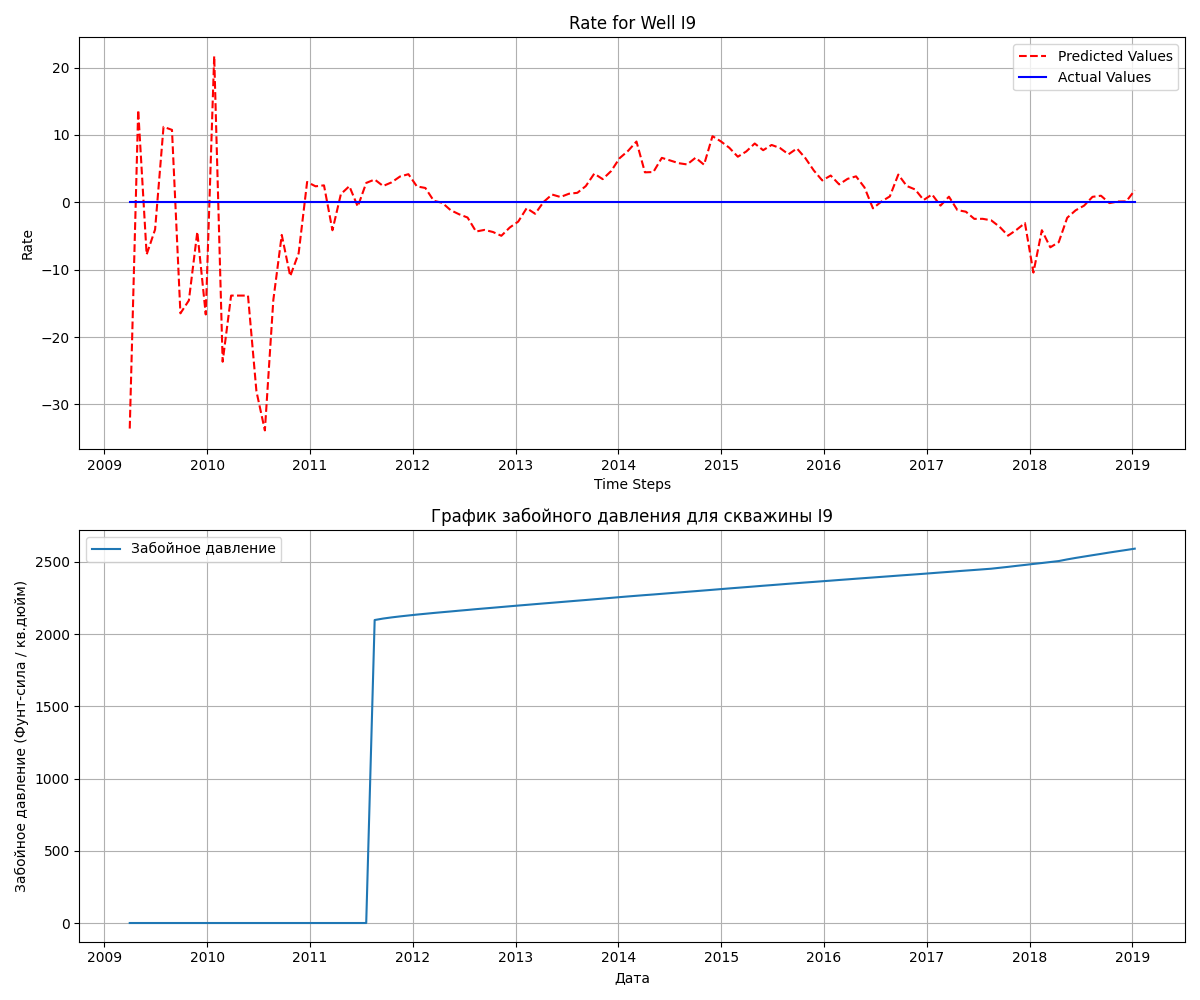 Rate for Well I9
Predicted Values
Actual Values
20
10
0
−10
−20
−30
Rate
2009 2010 2011 2012 2013 2014 2015 2016 2017 2018 2019
Time Steps
График забойного давления для скважины I9
Забойное давление
2500
2000
1500
1000
500
0
Забойное давление (Фунт-сила / кв.дюйм)
2009 2010 2011 2012 2013 2014 2015 2016 2017 2018 2019
Дата